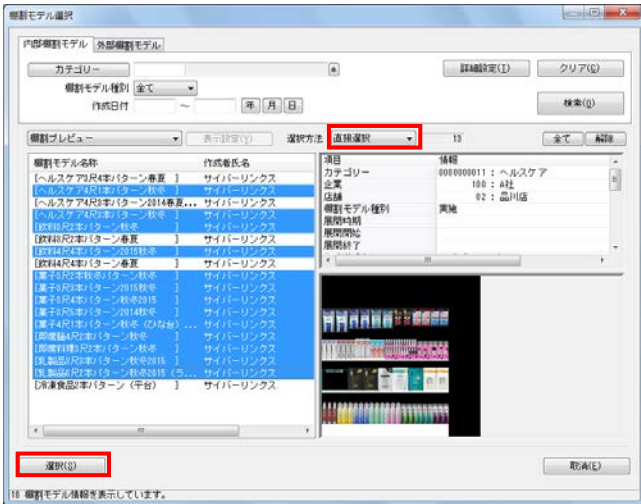 棚割モデル選択
内部棚割モデル 外部棚割モデル
カテゴリー 詳細設定(T) クリア(C)
棚割モデル種別 全て
作成日付 ～ 年 月 日 検索(Q)
棚割プレビュー 表示設定(V) 選択方法 直接選択 13 全て 解除
棚割モデル名称 作成者氏名
[ヘルスケア3尺4本パターン春夏 ] サイバーリンクス
[ヘルスケア4尺1本パターン秋冬 ] サイバーリンクス
[ヘルスケア4尺3本パターン2014春夏... サイバーリンクス
[ヘルスケア4尺4本パターン秋冬 ] サイバーリンクス
[飲料3尺2本パターン秋冬 ] サイバーリンクス
[飲料3尺2本パターン春夏 ] サイバーリンクス
[飲料4尺2本パターン2015秋冬 ] サイバーリンクス
[飲料4尺2本パターン春夏 ] サイバーリンクス
[菓子3尺2本秋冬パターン秋冬 ] サイバーリンクス
[菓子3尺3本パターン2015秋冬 ] サイバーリンクス
[菓子3尺4本パターン秋冬2015 ] サイバーリンクス
[菓子3尺5本パターン2014秋冬 ] サイバーリンクス
[菓子4尺1本パターン秋冬（ひな台）... サイバーリンクス
[即席麺4尺2本パターン秋冬 ] サイバーリンクス
[即席料理3尺2本パターン秋冬 ] サイバーリンクス
[乳製品3尺3本パターン秋冬2015 ] サイバーリンクス
[乳製品6尺2本パターン秋冬2015（ラ... サイバーリンクス
[冷凍食品2本パターン（平台） ] サイバーリンクス
項目 情報
カテゴリー 0000000011 : ヘルスケア
企業 100 : A社
店舗 02 : 品川店
棚割モデル種別 実施
展開時期
展開開始
展開終了
選択(S) 取消(E)
18 棚割モデル情報を表示しています。